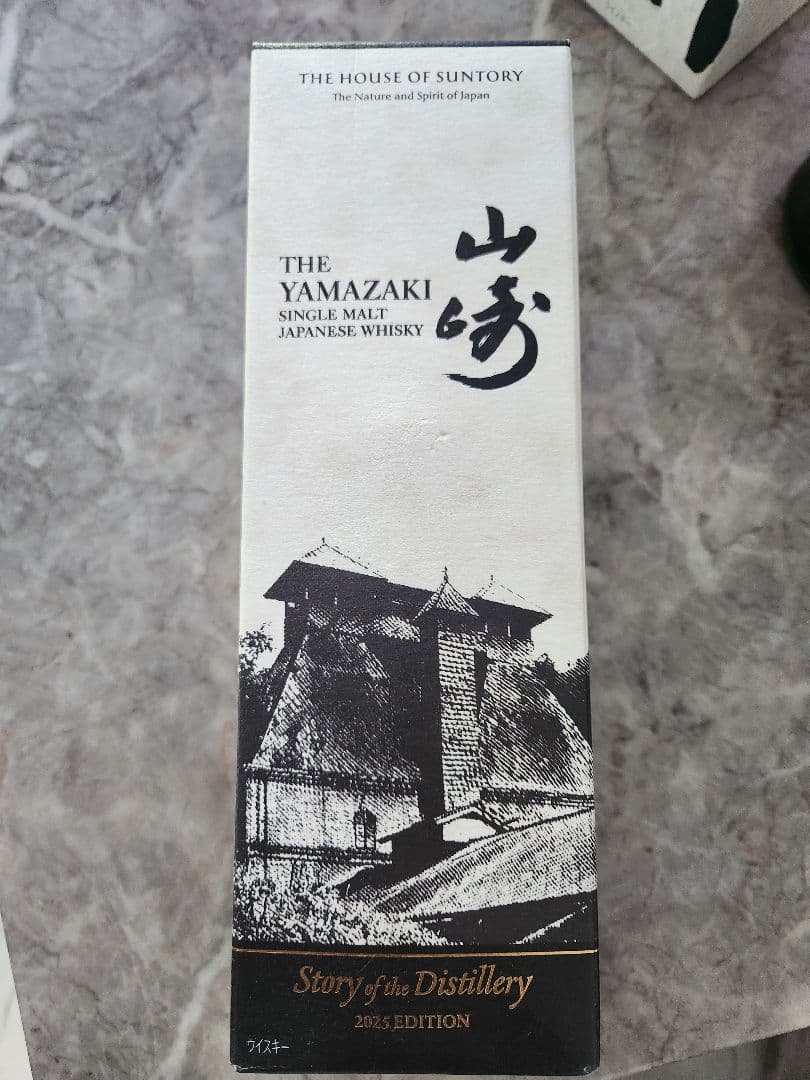 THE HOUSE OF SUNTORY
The Nature and Spirit of Japan
山崎
THE
YAMAZAKI
SINGLE MALT
JAPANESE WHISKY
Story of the Distillery
2025 EDITION
ウイスキー